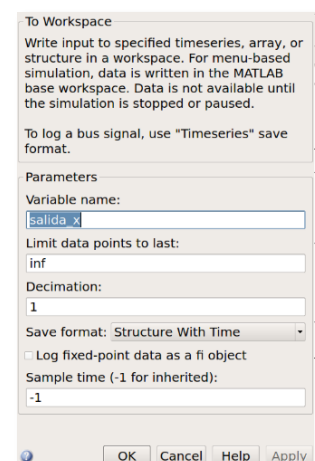 To Workspace
Write input to specified timeseries, array, or
structure in a workspace. For menu-based
simulation, data is written in the MATLAB
base workspace. Data is not available until
the simulation is stopped or paused.
To log a bus signal, use "Timeseries" save
format.
Parameters
Variable name:
salida_x
Limit data points to last:
inf
Decimation:
1
Save format: Structure With Time
Log fixed-point data as a fi object
Sample time (-1 for inherited):
-1
OK Cancel Help Apply